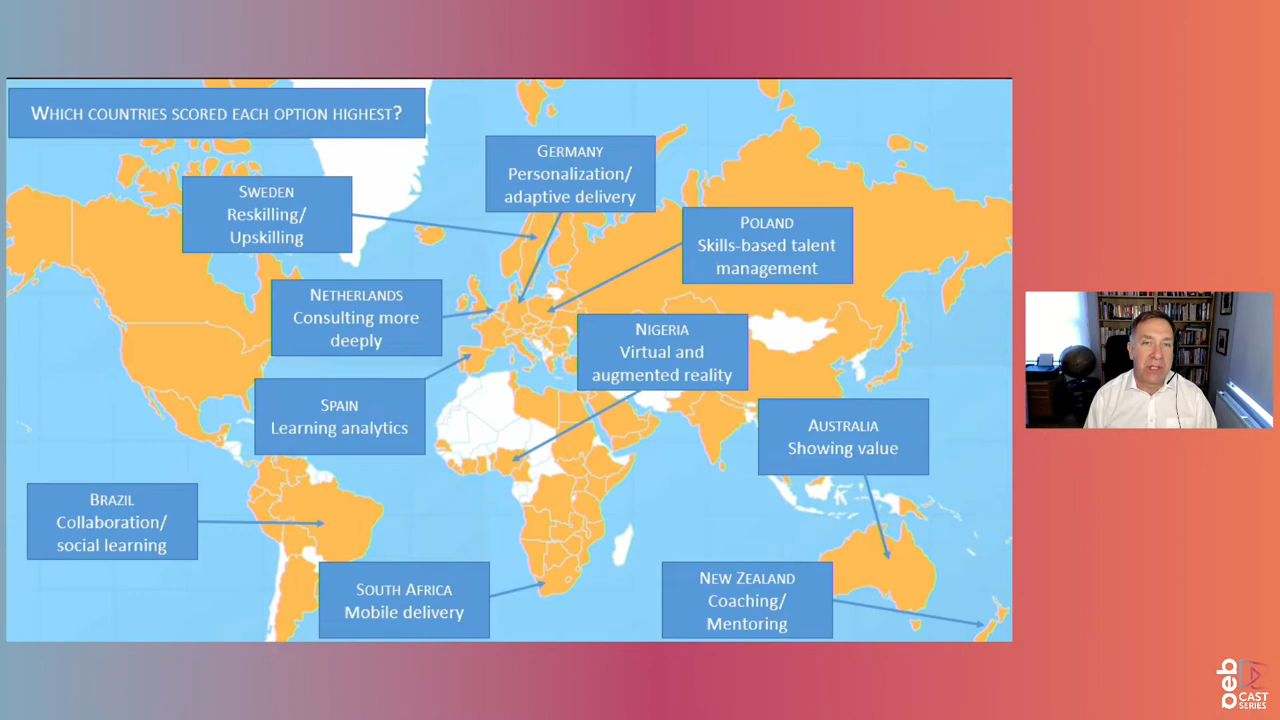 WHICH COUNTRIES SCORED EACH OPTION HIGHEST?
GERMANY
Personalization/
adaptive delivery
SWEDEN
Reskilling/
Upskilling
POLAND
Skills-based talent
management
NETHERLANDS
Consulting more
deeply
NIGERIA
Virtual and
augmented reality
SPAIN
Learning analytics
AUSTRALIA
Showing value
BRAZIL
Collaboration/
social learning
SOUTH AFRICA
Mobile delivery
NEW ZEALAND
Coaching/
Mentoring
oeb
CAST
SERIES